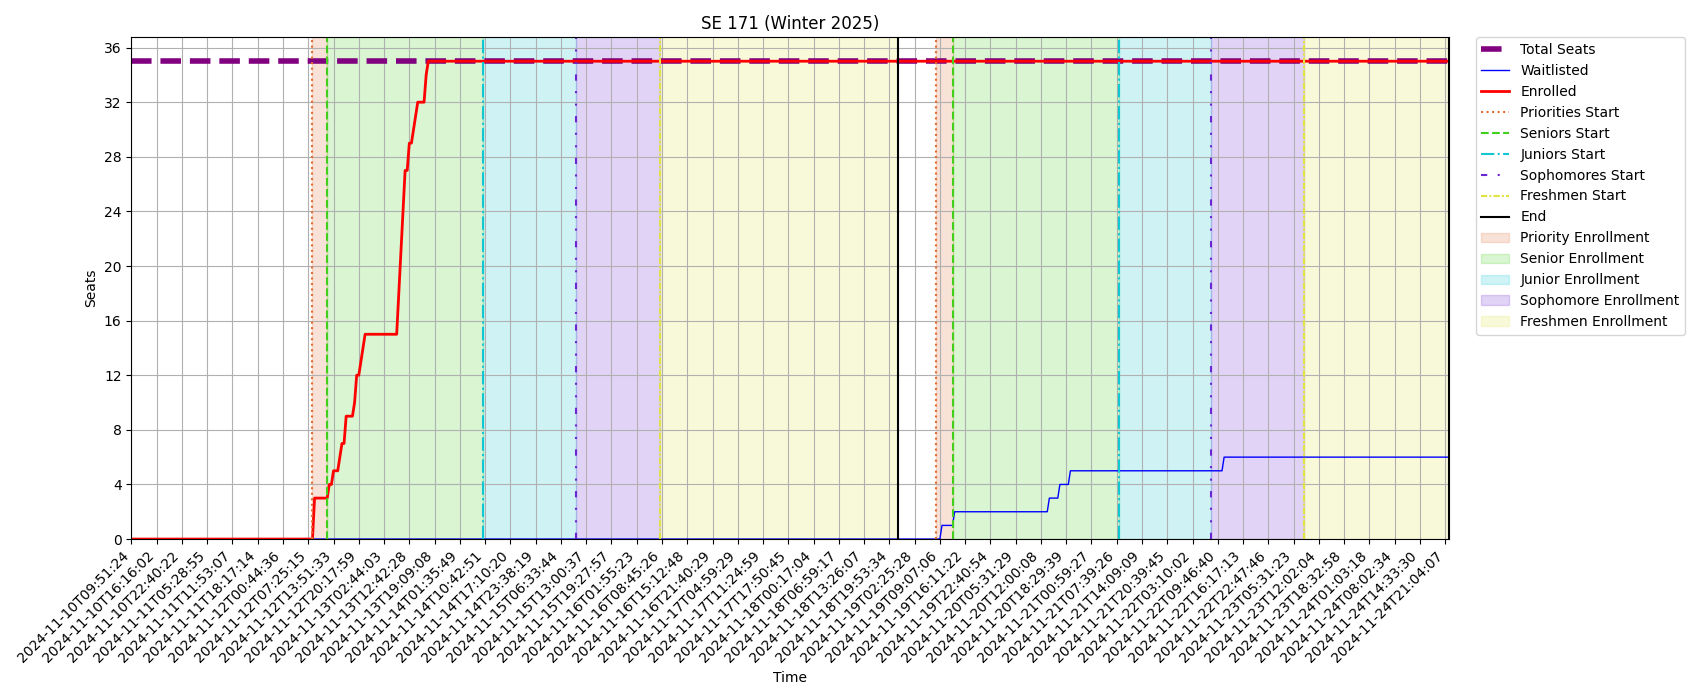 SE 171 (Winter 2025)
36
32
28
24
20
16
12
8
4
0
Seats
2024-11-10T09:51:24
2024-11-10T16:16:02
2024-11-10T22:40:22
2024-11-11T05:28:55
2024-11-11T11:53:07
2024-11-11T18:17:14
2024-11-12T00:44:36
2024-11-12T07:25:15
2024-11-12T13:51:33
2024-11-12T20:17:59
2024-11-13T02:44:03
2024-11-13T12:42:28
2024-11-13T19:09:08
2024-11-14T01:35:49
2024-11-14T10:42:51
2024-11-14T17:10:20
2024-11-14T23:38:19
2024-11-15T06:33:44
2024-11-15T13:00:37
2024-11-15T19:27:57
2024-11-16T01:55:23
2024-11-16T08:45:26
2024-11-16T15:12:48
2024-11-16T21:40:29
2024-11-17T04:59:29
2024-11-17T11:24:59
2024-11-17T17:50:45
2024-11-18T00:17:04
2024-11-18T06:59:17
2024-11-18T13:26:07
2024-11-18T19:53:34
2024-11-19T02:25:28
2024-11-19T09:07:06
2024-11-19T16:11:22
2024-11-19T22:40:54
2024-11-20T05:31:29
2024-11-20T12:00:08
2024-11-20T18:29:39
2024-11-21T00:59:27
2024-11-21T07:39:26
2024-11-21T14:09:09
2024-11-21T20:39:45
2024-11-22T03:10:02
2024-11-22T09:46:40
2024-11-22T16:17:13
2024-11-22T22:47:46
2024-11-23T05:31:23
2024-11-23T12:02:04
2024-11-23T18:32:58
2024-11-24T01:03:18
2024-11-24T08:02:34
2024-11-24T14:33:30
2024-11-24T21:04:07
Time
Total Seats
Waitlisted
Enrolled
Priorities Start
Seniors Start
Juniors Start
Sophomores Start
Freshmen Start
End
Priority Enrollment
Senior Enrollment
Junior Enrollment
Sophomore Enrollment
Freshmen Enrollment